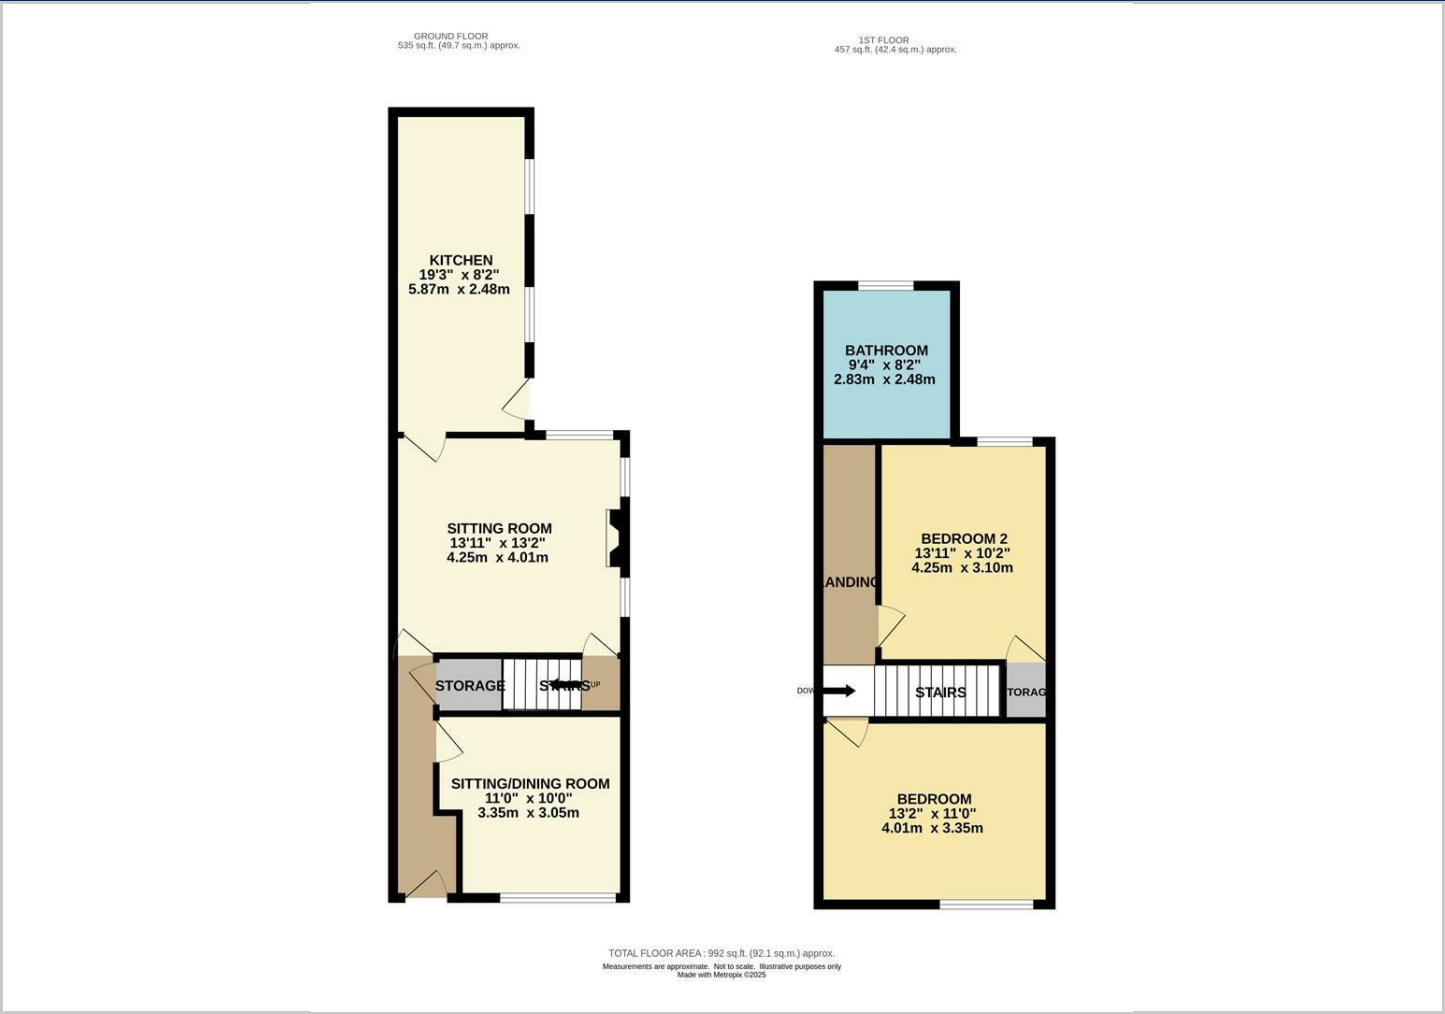 GROUND FLOOR
535 sq.ft. (49.7 sq.m.) approx.
1ST FLOOR
457 sq.ft. (42.4 sq.m.) approx.
KITCHEN
19'3" x 8'2"
5.87m x 2.48m
SITTING ROOM
13'11" x 13'2"
4.25m x 4.01m
STORAGE
STAIRS
UP
SITTING/DINING ROOM
11'0" x 10'0"
3.35m x 3.05m
BATHROOM
9'4" x 8'2"
2.83m x 2.48m
BEDROOM 2
13'11" x 10'2"
4.25m x 3.10m
ANDING
DOW
STAIRS
TORAG
BEDROOM
13'2" x 11'0"
4.01m x 3.35m
TOTAL FLOOR AREA : 992 sq.ft. (92.1 sq.m.) approx.
Measurements are approximate. Not to scale. Illustrative purposes only
Made with Metropix ©2025